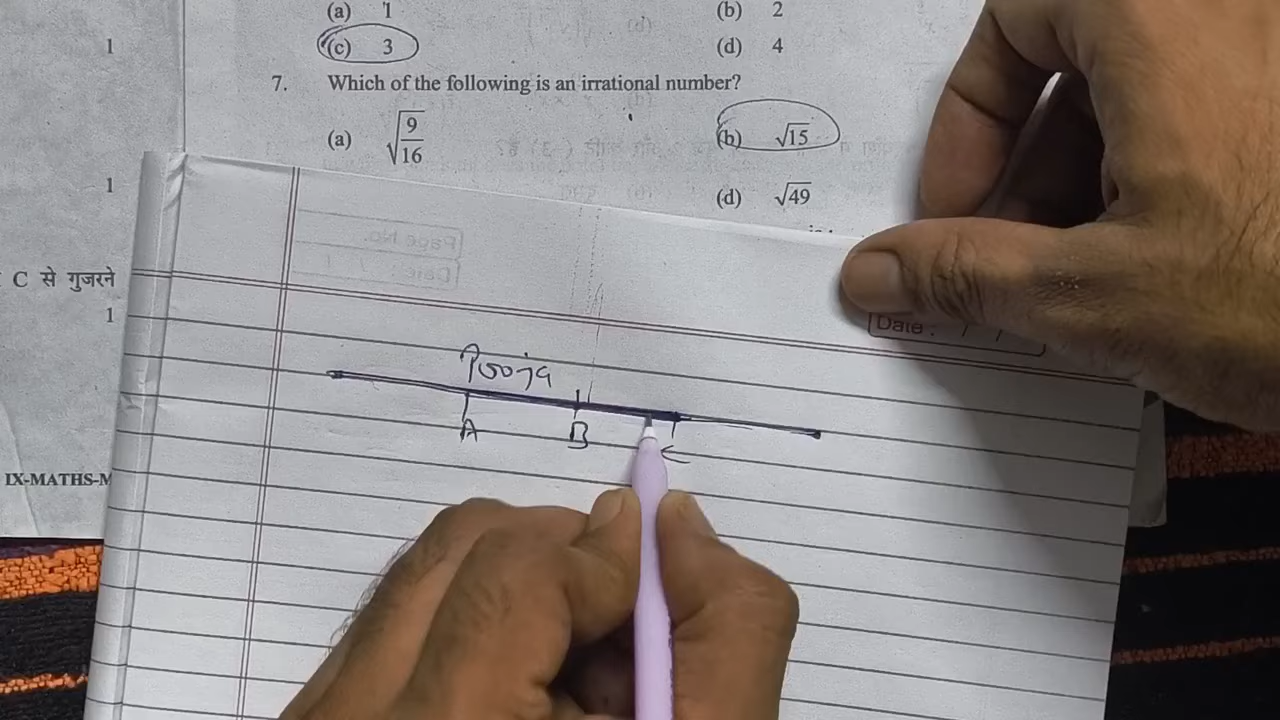 (a) 1 (b) 2
1 (c) 3 (d) 4
7. Which of the following is an irrational number?
(a) √(9/16) (b) √15
1 (d) √49
C से गुजरने
1
Date : / /
Pooja
A B C
IX-MATHS-M